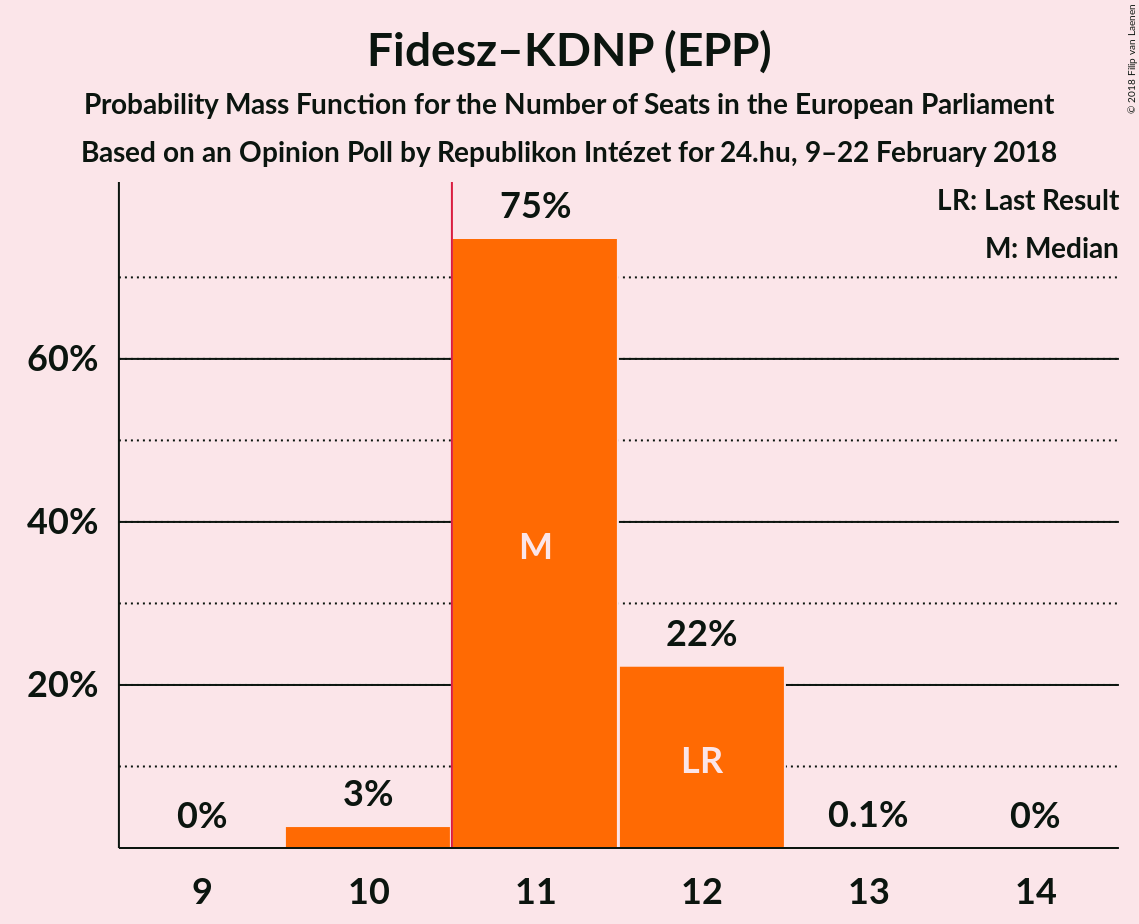 Fidesz–KDNP (EPP)
Probability Mass Function for the Number of Seats in the European Parliament
Based on an Opinion Poll by Republikon Intézet for 24.hu, 9–22 February 2018
© 2018 Filip van Laenen
LR: Last Result
M: Median
75%
60%
M
40%
22%
20%
LR
3%
0%
0.1%
0%
9 10 11 12 13 14